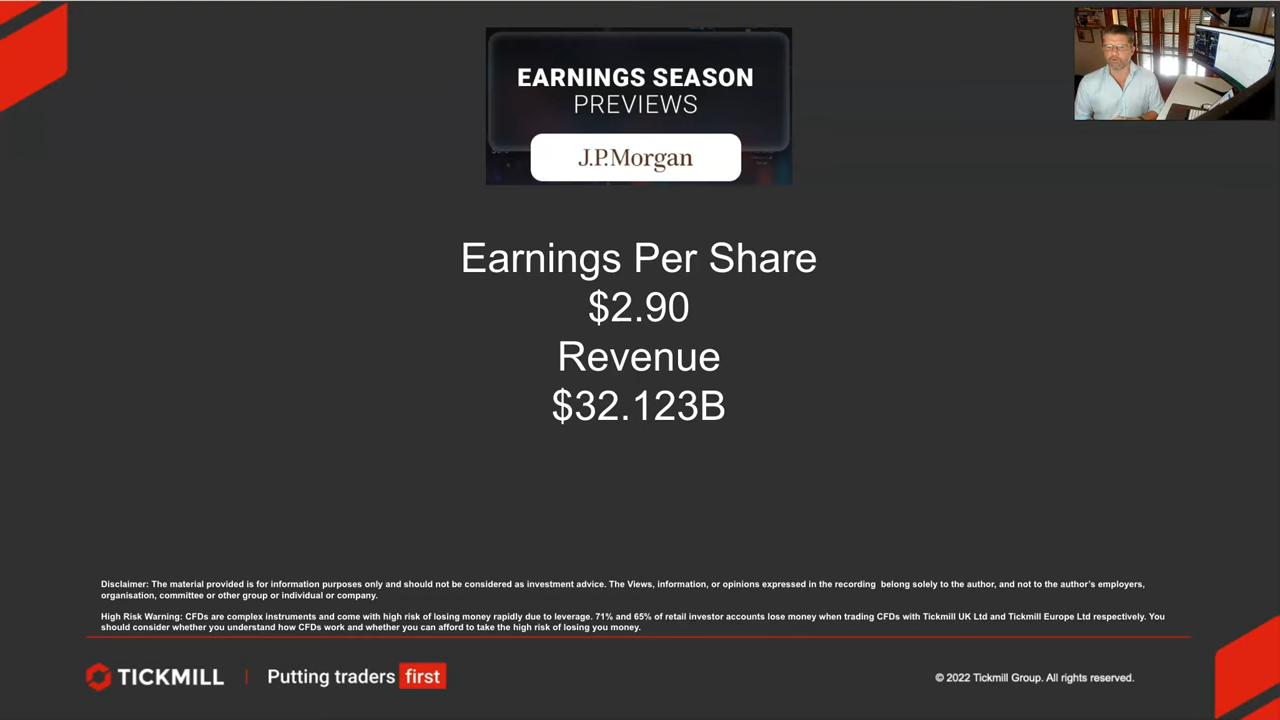 EARNINGS SEASON
PREVIEWS
J.P.Morgan
Earnings Per Share
$2.90
Revenue
$32.123B
Disclaimer: The material provided is for information purposes only and should not be considered as investment advice. The Views, information, or opinions expressed in the recording belong solely to the author, and not to the author's employers,
organisation, committee or other group or individual or company.
High Risk Warning: CFDs are complex instruments and come with high risk of losing money rapidly due to leverage. 71% and 65% of retail investor accounts lose money when trading CFDs with Tickmill UK Ltd and Tickmill Europe Ltd respectively. You
should consider whether you understand how CFDs work and whether you can afford to take the high risk of losing you money.
TICKMILL | Putting traders first
© 2022 Tickmill Group. All rights reserved.